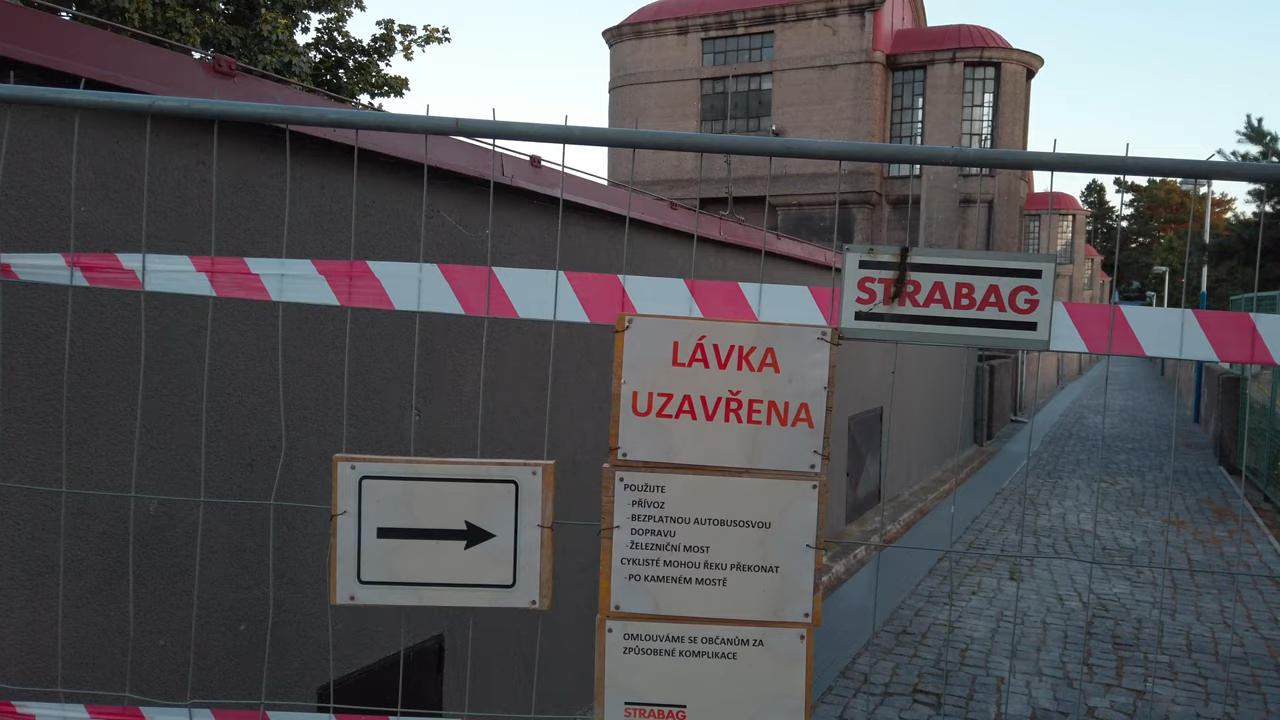 STRABAG
LÁVKA
UZAVŘENA
POUŽIJTE
-PŘÍVOZ
-BEZPLATNOU AUTOBUSOSVOU
DOPRAVU
-ŽELEZNIČNÍ MOST
CYKLISTÉ MOHOU ŘEKU PŘEKONAT
-PO KAMENÉM MOSTĚ
OMLOUVÁME SE OBČANŮM ZA
ZPŮSOBENÉ KOMPLIKACE
STRABAG